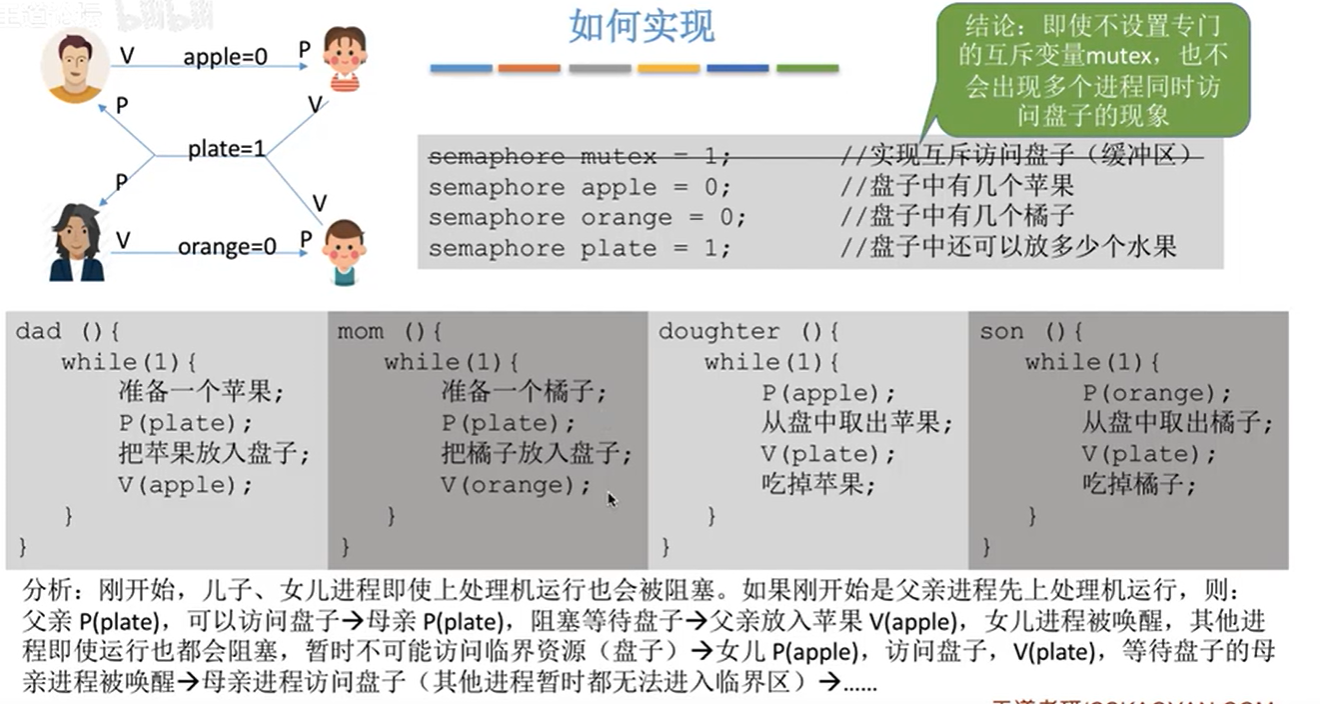 如何实现
结论：即使不设置专门
的互斥变量mutex，也不
会出现多个进程同时访
问盘子的现象
V apple=0 P
P V
plate=1
P V
V orange=0 P
semaphore mutex = 1; //实现互斥访问盘子（缓冲区）
semaphore apple = 0; //盘子中有几个苹果
semaphore orange = 0; //盘子中有几个橘子
semaphore plate = 1; //盘子中还可以放多少个水果
dad (){
while(1){
准备一个苹果;
P(plate);
把苹果放入盘子;
V(apple);
}
}
mom (){
while(1){
准备一个橘子;
P(plate);
把橘子放入盘子;
V(orange);
}
}
doughter (){
while(1){
P(apple);
从盘中取出苹果;
V(plate);
吃掉苹果;
}
}
son (){
while(1){
P(orange);
从盘中取出橘子;
V(plate);
吃掉橘子;
}
}
分析：刚开始，儿子、女儿进程即使上处理机运行也会被阻塞。如果刚开始是父亲进程先上处理机运行，则：
父亲 P(plate)，可以访问盘子→母亲 P(plate)，阻塞等待盘子→父亲放入苹果 V(apple)，女儿进程被唤醒，其他进
程即使运行也都会阻塞，暂时不可能访问临界资源（盘子）→女儿 P(apple)，访问盘子，V(plate)，等待盘子的母
亲进程被唤醒→母亲进程访问盘子（其他进程暂时都无法进入临界区）→......